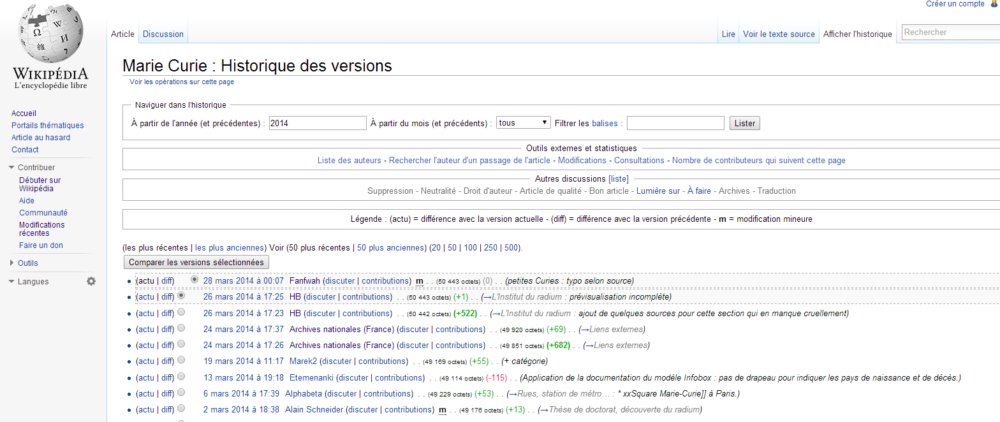 Créer un compte
Article Discussion Lire Voir le texte source Afficher l'historique Rechercher
WIKIPÉDIA
L'encyclopédie libre
Accueil
Portails thématiques
Article au hasard
Contact
Contribuer
Débuter sur
Wikipédia
Aide
Communauté
Modifications
récentes
Faire un don
Outils
Langues
Marie Curie : Historique des versions
Voir les opérations sur cette page
Naviguer dans l'historique
À partir de l'année (et précédentes) : 2014 À partir du mois (et précédents) : tous Filtrer les balises : Lister
Outils externes et statistiques
Liste des auteurs - Rechercher l'auteur d'un passage de l'article - Modifications - Consultations - Nombre de contributeurs qui suivent cette page
Autres discussions [liste]
Suppression - Neutralité - Droit d'auteur - Article de qualité - Bon article - Lumière sur - À faire - Archives - Traduction
Légende : (actu) = différence avec la version actuelle - (diff) = différence avec la version précédente - m = modification mineure
(les plus récentes | les plus anciennes) Voir (50 plus récentes | 50 plus anciennes) (20 | 50 | 100 | 250 | 500).
Comparer les versions sélectionnées
(actu | diff) 28 mars 2014 à 00:07 Fanfwah (discuter | contributions) m . . (50 443 octets) (0) . . (petites Curies : typo selon source)
(actu | diff) 26 mars 2014 à 17:25 HB (discuter | contributions) . . (50 443 octets) (+1) . . (→L'Institut du radium : prévisualisation incomplète)
(actu | diff) 26 mars 2014 à 17:23 HB (discuter | contributions) . . (50 442 octets) (+522) . . (→L'Institut du radium : ajout de quelques sources pour cette section qui en manque cruellement)
(actu | diff) 24 mars 2014 à 17:37 Archives nationales (France) (discuter | contributions) . . (49 920 octets) (+69) . . (→Liens externes)
(actu | diff) 24 mars 2014 à 17:26 Archives nationales (France) (discuter | contributions) . . (49 851 octets) (+682) . . (→Liens externes)
(actu | diff) 19 mars 2014 à 11:17 Marek2 (discuter | contributions) . . (49 169 octets) (+55) . . (+ catégorie)
(actu | diff) 13 mars 2014 à 19:18 Etemenanki (discuter | contributions) . . (49 114 octets) (-115) . . (Application de la documentation du modèle Infobox : pas de drapeau pour indiquer les pays de naissance et de décès.)
(actu | diff) 6 mars 2014 à 17:39 Alphabeta (discuter | contributions) . . (49 229 octets) (+53) . . (→Rues, station de métro... : * xxSquare Marie-Curie]] à Paris.)
(actu | diff) 2 mars 2014 à 18:38 Alain Schneider (discuter | contributions) m . . (49 176 octets) (+13) . . (→Thèse de doctorat, découverte du radium)